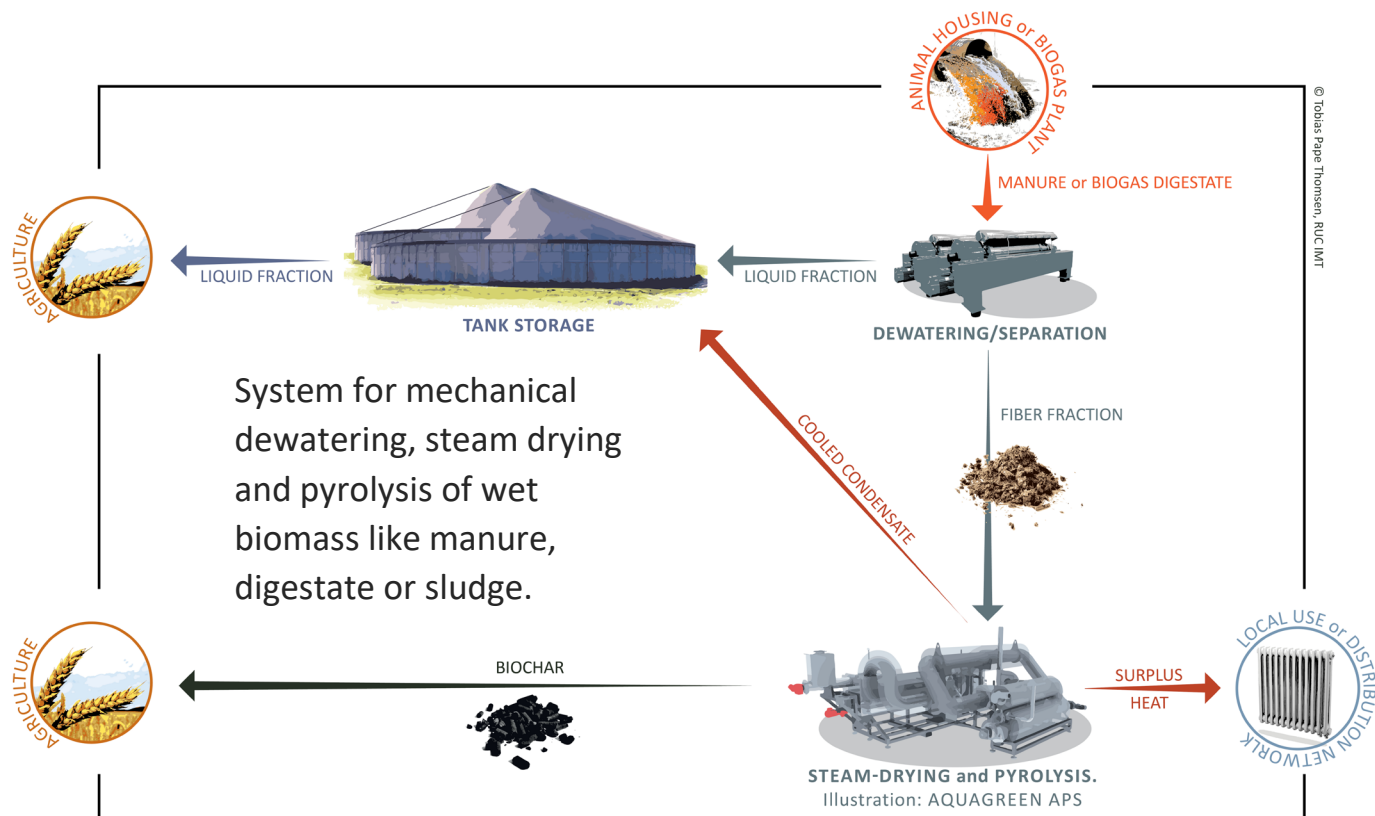 ANIMAL HOUSING or BIOGAS PLANT
© Tobias Pape Thomsen, RUC IMT
MANURE or BIOGAS DIGESTATE
AGRICULTURE
LIQUID FRACTION
LIQUID FRACTION
TANK STORAGE
DEWATERING/SEPARATION
System for mechanical
dewatering, steam drying
and pyrolysis of wet
biomass like manure,
digestate or sludge.
COOLED CONDENSATE
FIBER FRACTION
AGRICULTURE
BIOCHAR
SURPLUS
HEAT
LOCAL USE or DISTRIBUTION NETWORLK
STEAM-DRYING and PYROLYSIS.
Illustration: AQUAGREEN APS